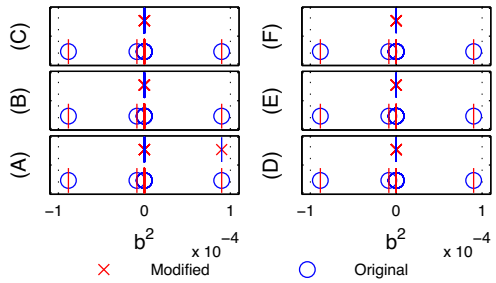 (C)
(F)
(B)
(E)
(A)
(D)
−1 0 1 −1 0 1
b² x 10⁻⁴ b² x 10⁻⁴
Modified Original